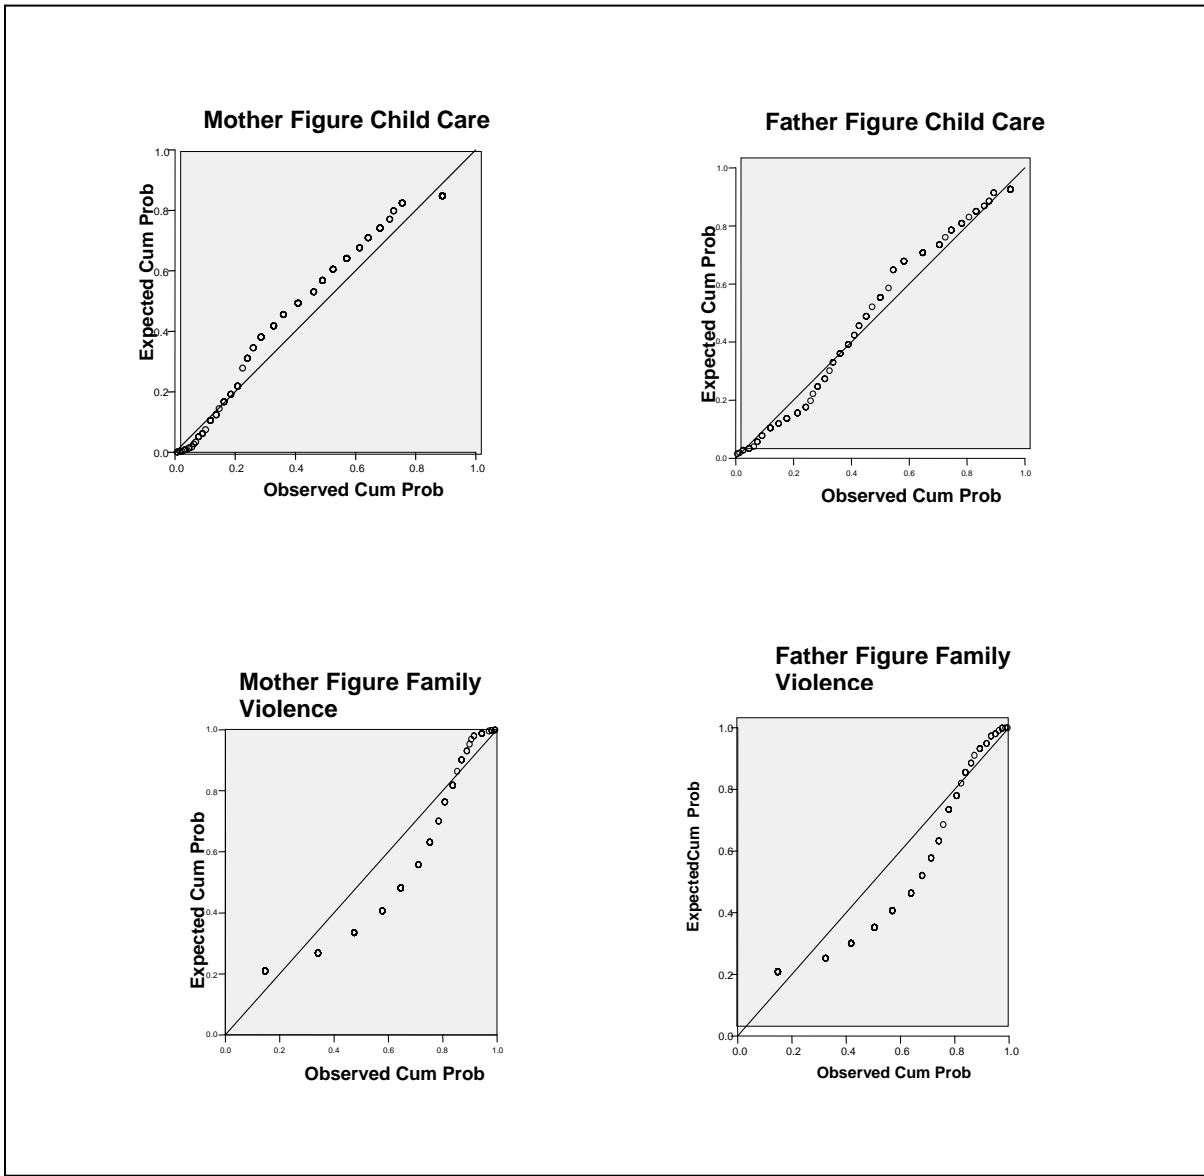 Mother Figure Child Care
1.0
0.8
0.6
0.4
0.2
0.0
Expected Cum Prob
0.0 0.2 0.4 0.6 0.8 1.0
Observed Cum Prob
Father Figure Child Care
1.0
0.8
0.6
0.4
0.2
0.0
Expected Cum Prob
0.0 0.2 0.4 0.6 0.8 1.0
Observed Cum Prob
Mother Figure Family
Violence
1.0
0.8
0.6
0.4
0.2
0.0
Expected Cum Prob
0.0 0.2 0.4 0.6 0.8 1.0
Observed Cum Prob
Father Figure Family
Violence
1.0
0.8
0.6
0.4
0.2
0.0
ExpectedCum Prob
0.0 0.2 0.4 0.6 0.8 1.0
Observed Cum Prob